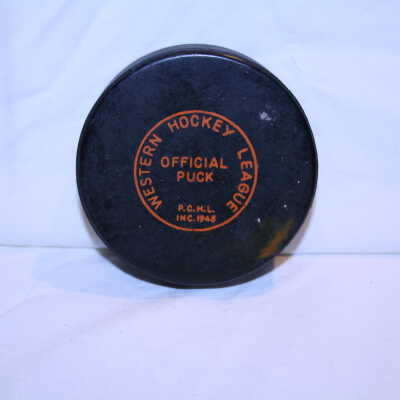 WESTERN HOCKEY LEAGUE
OFFICIAL
PUCK
P.C.H.L.
INC. 1948